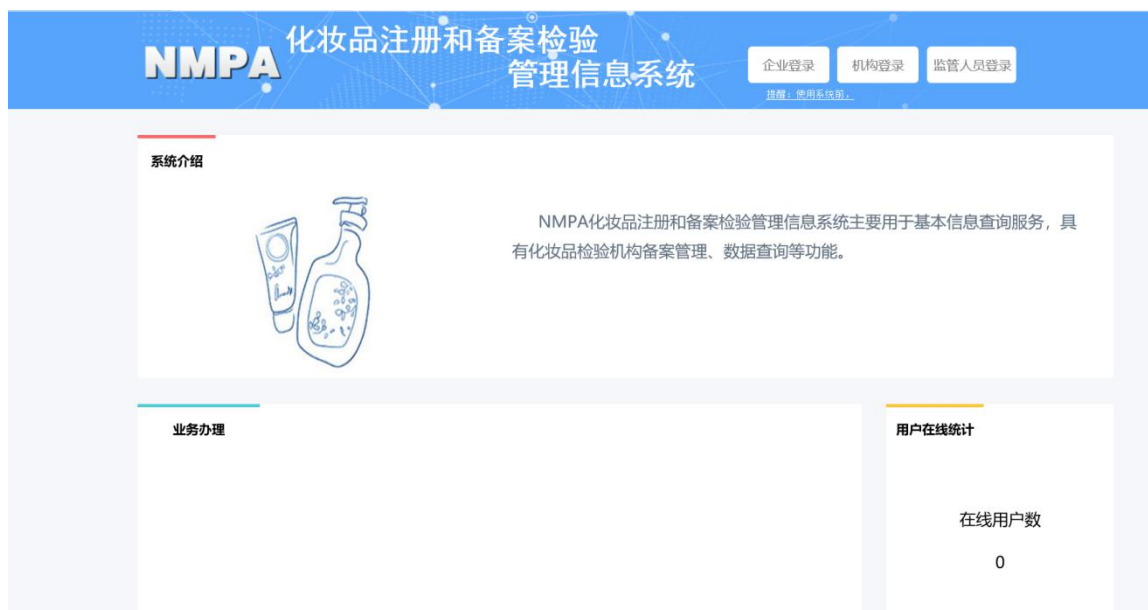 NMPA
化妆品注册和备案检验
管理信息系统
企业登录
机构登录
监管人员登录
提醒：使用系统前，
系统介绍
NMPA化妆品注册和备案检验管理信息系统主要用于基本信息查询服务，具
有化妆品检验机构备案管理、数据查询等功能。
业务办理
用户在线统计
在线用户数
0